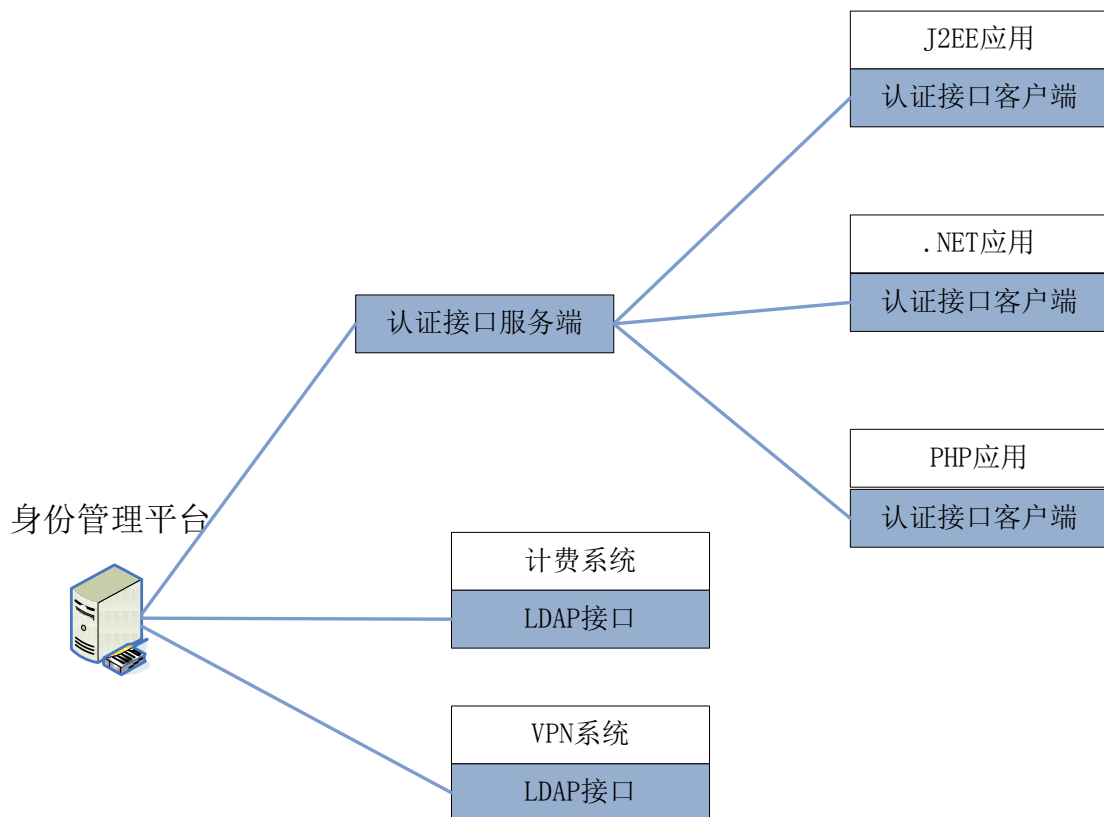 J2EE应用
认证接口客户端
.NET应用
认证接口客户端
认证接口服务端
PHP应用
认证接口客户端
身份管理平台
计费系统
LDAP接口
VPN系统
LDAP接口